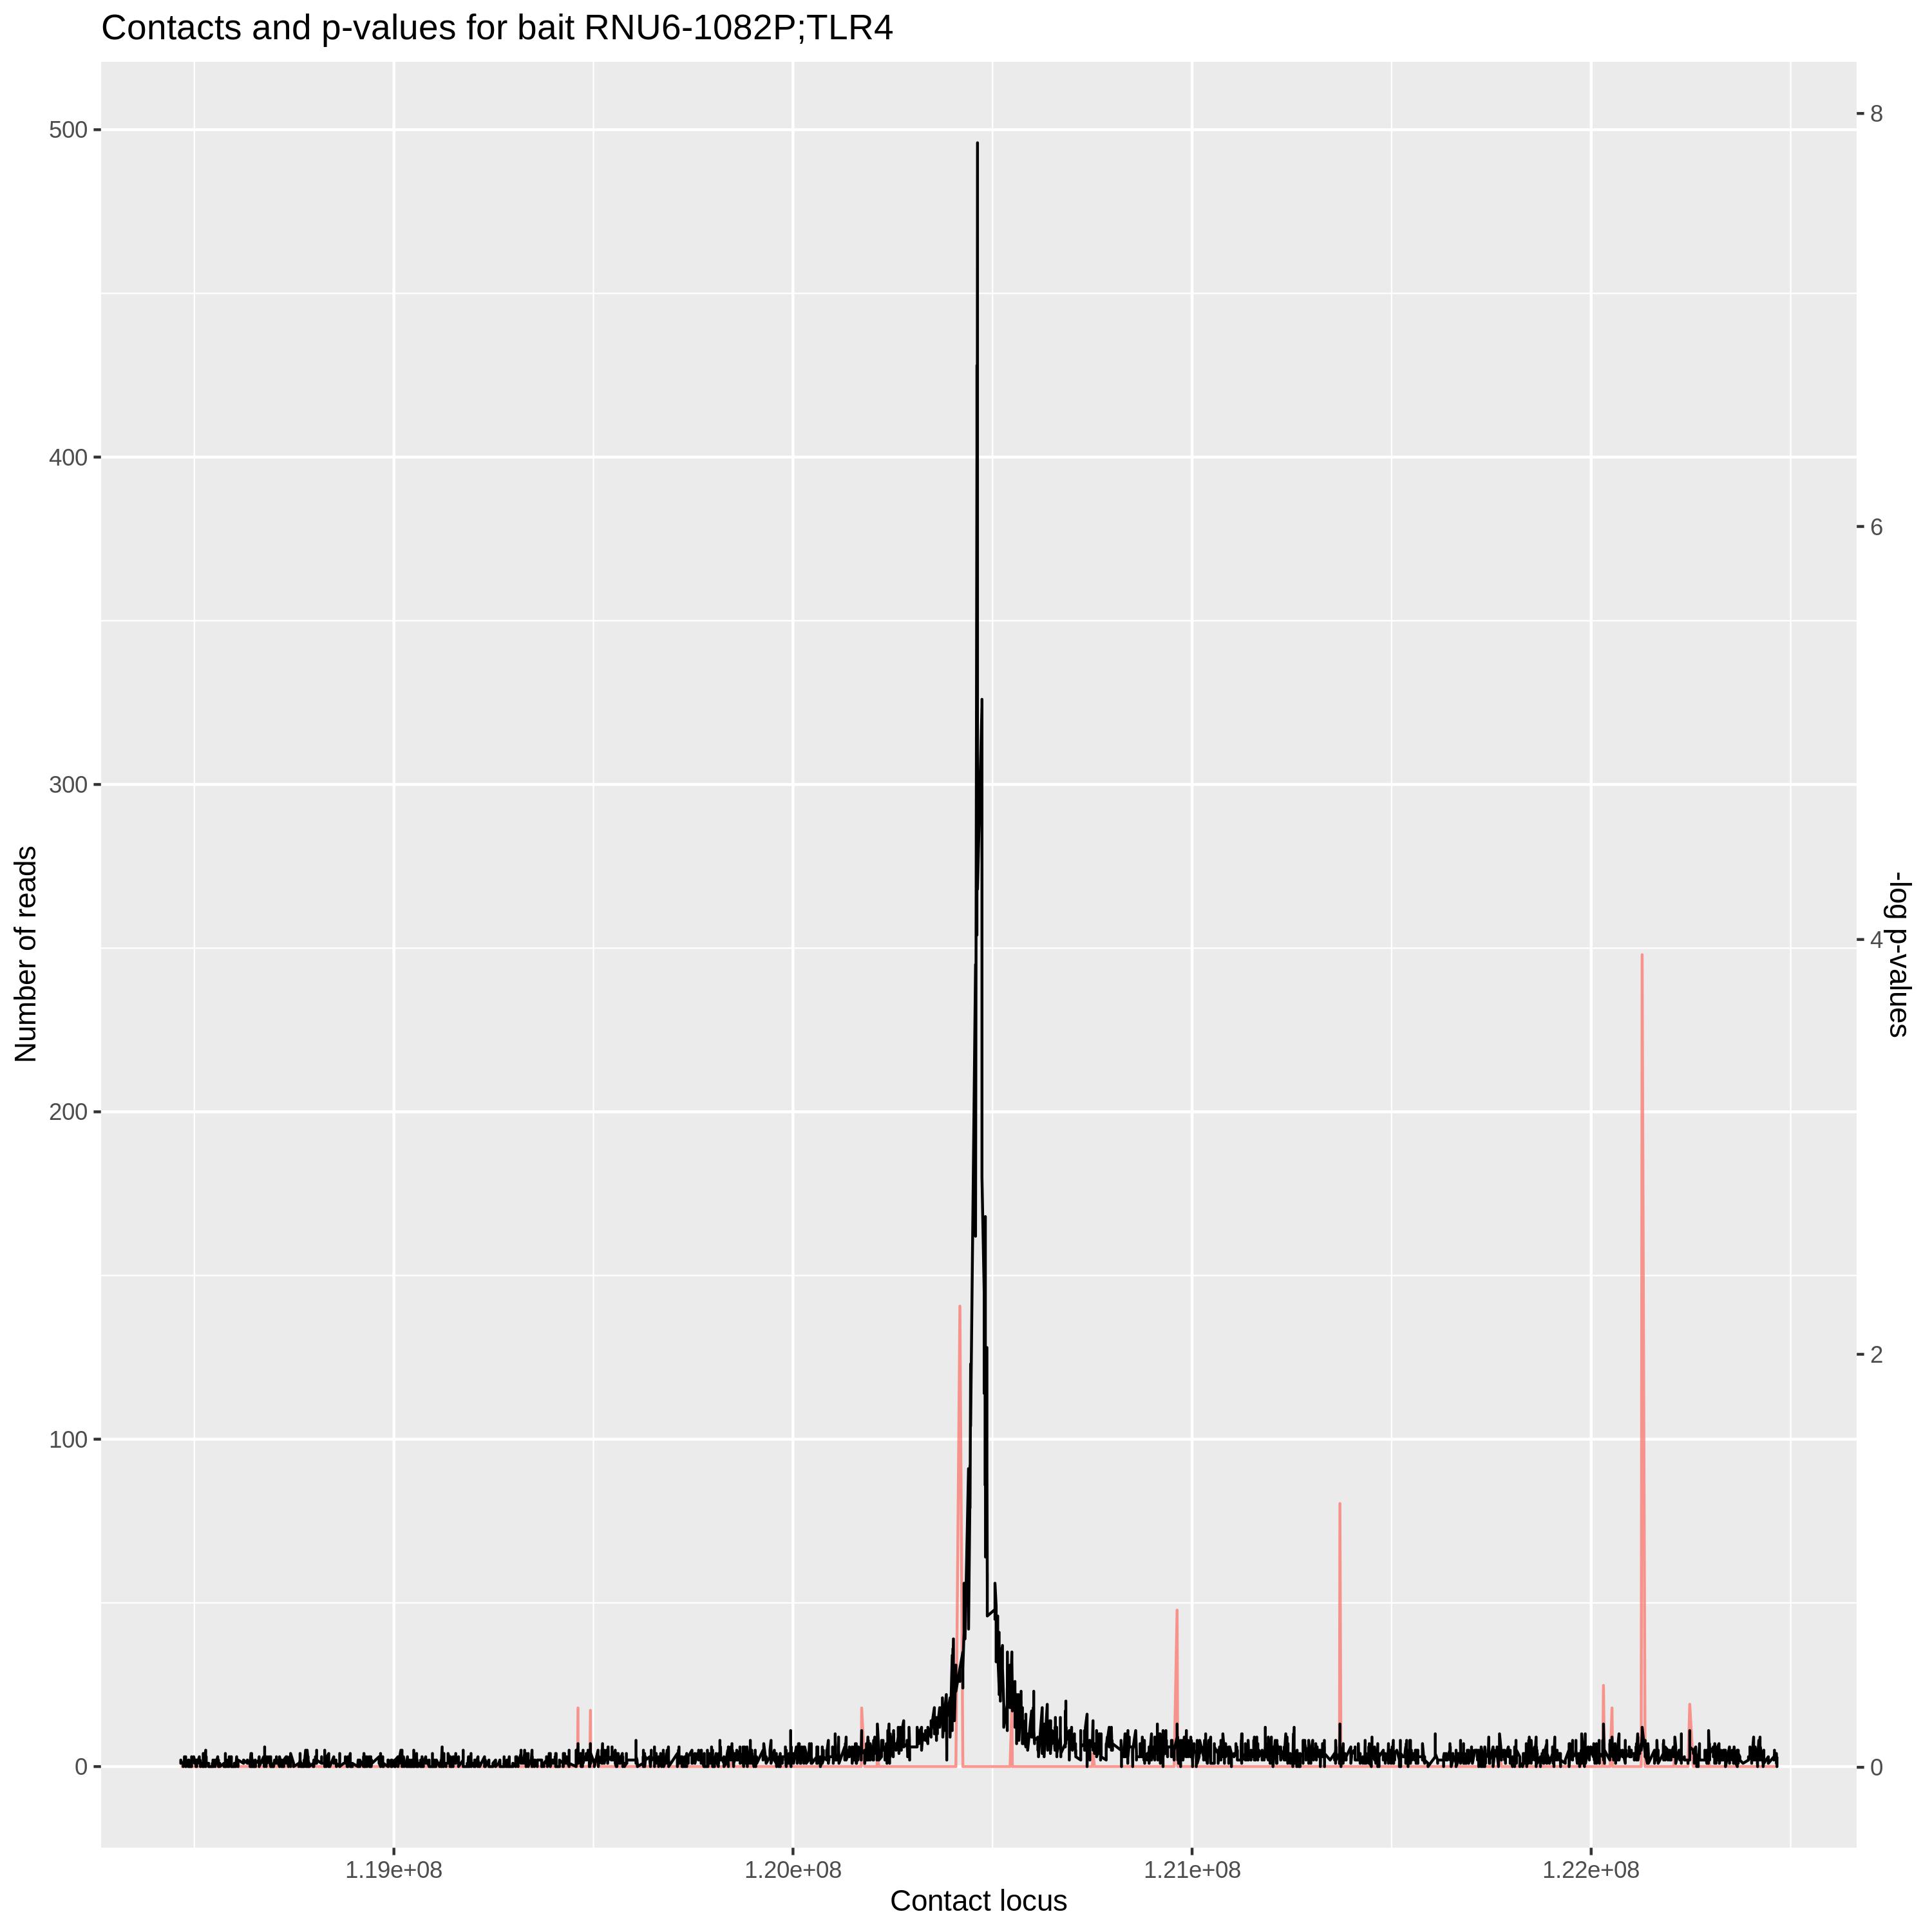 Contacts and p-values for bait RNU6-1082P;TLR4
500
400
300
200
100
0
Number of reads
8
6
4
2
0
-log p-values
1.19e+08
1.20e+08
1.21e+08
1.22e+08
Contact locus